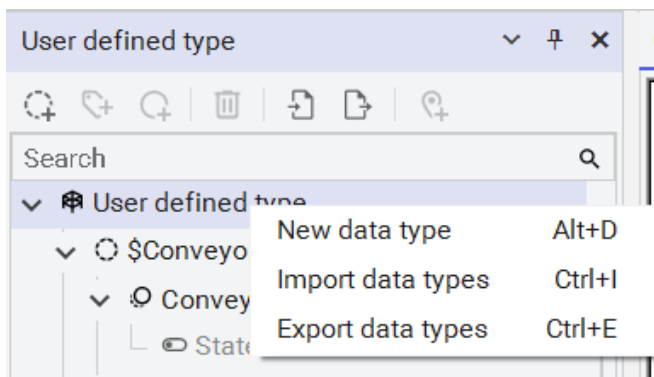 User defined type
Search
User defined type
New data type Alt+D
$Conveyo
Import data types Ctrl+I
Convey
Export data types Ctrl+E
State